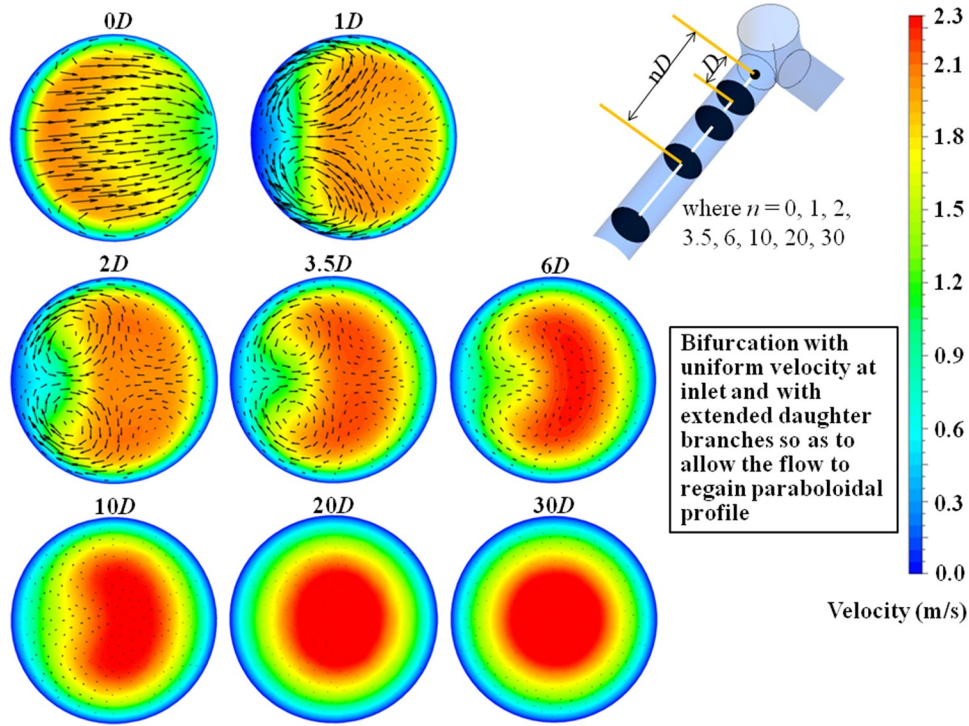 0D
1D
nD
D
where n = 0, 1, 2,
3.5, 6, 10, 20, 30
2D
3.5D
6D
Bifurcation with
uniform velocity at
inlet and with
extended daughter
branches so as to
allow the flow to
regain paraboloidal
profile
10D
20D
30D
2.3
2.1
1.8
1.5
1.2
0.9
0.6
0.3
0.0
Velocity (m/s)